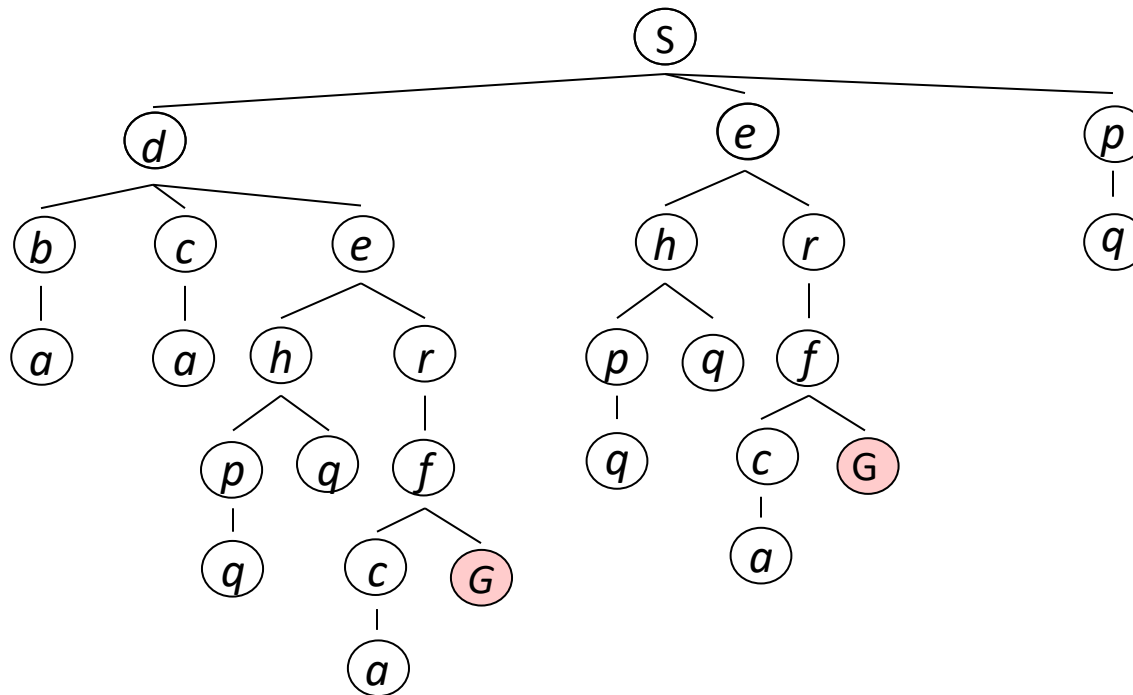 S
d e p
b c e h r q
a a h r p q f
p q f q c G
q c G a
a